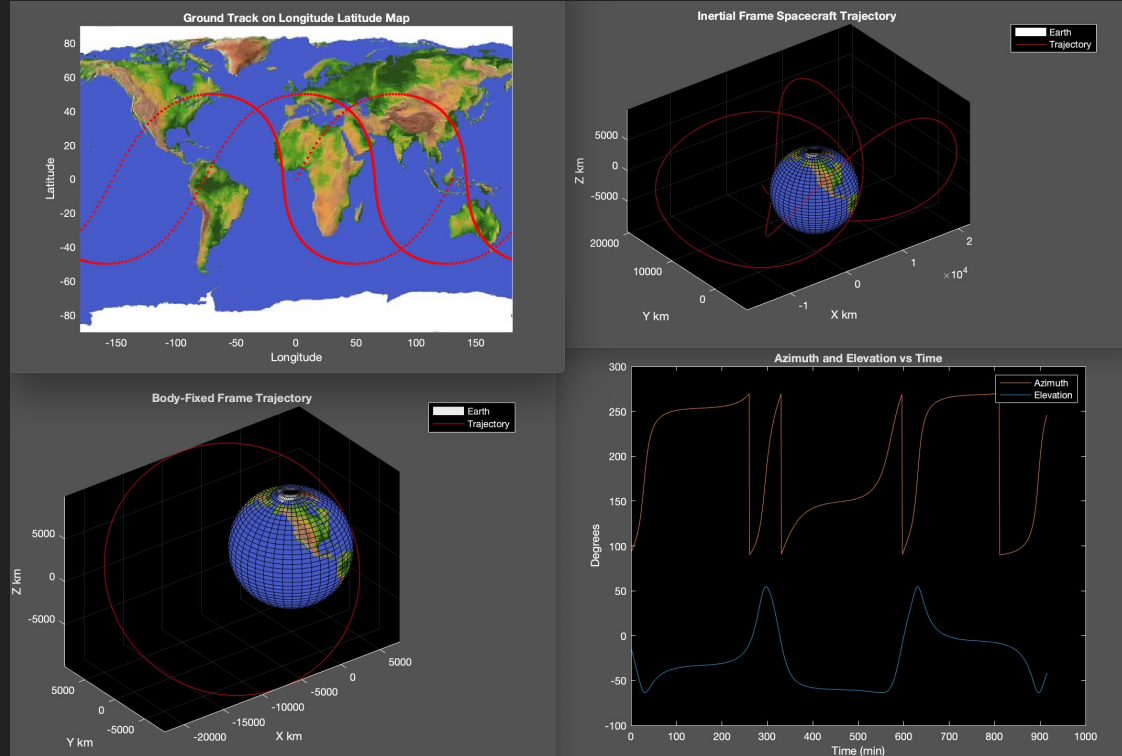 Ground Track on Longitude Latitude Map
80
60
40
20
0
-20
-40
-60
-80
Latitude
-150 -100 -50 0 50 100 150
Longitude
Inertial Frame Spacecraft Trajectory
Earth
Trajectory
5000
0
-5000
Z km
20000
10000
0
Y km
-1
0
1
2
×10^4
X km
Body-Fixed Frame Trajectory
Earth
Trajectory
5000
0
-5000
Z km
5000
0
-5000
Y km
-20000
-15000
-10000
-5000
0
5000
X km
Azimuth and Elevation vs Time
Azimuth
Elevation
300
250
200
150
100
50
0
-50
-100
Degrees
0 100 200 300 400 500 600 700 800 900 1000
Time (min)